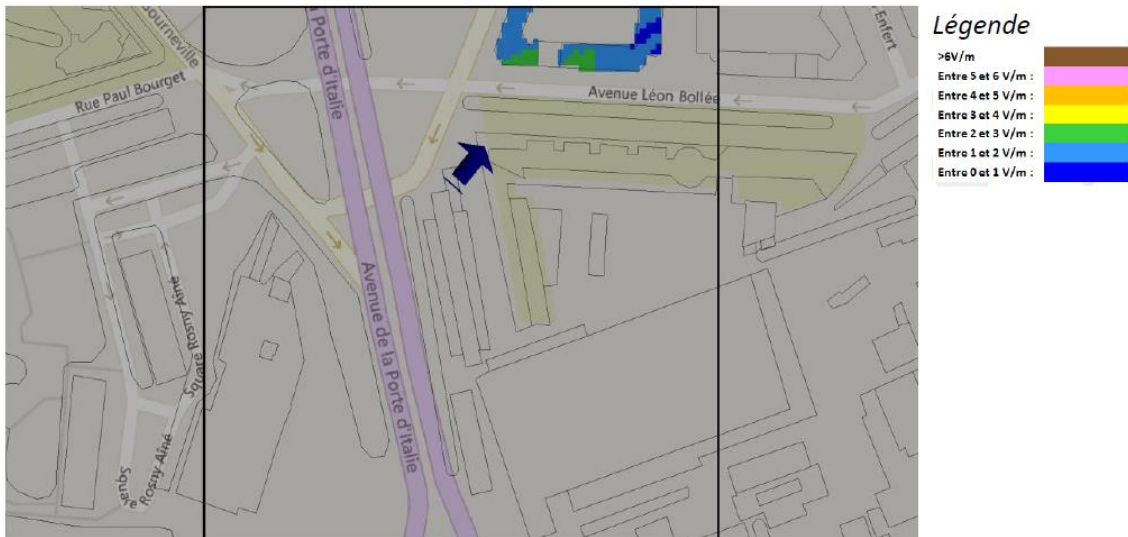 Bourneville
la Porte d'Italie
Enfert
Rue Paul Bourget
Avenue Léon Bollée
Avenue de la Porte d'Italie
Square Rosny Aîné
Square
Rosny Aîné
Légende
>6V/m
Entre 5 et 6 V/m :
Entre 4 et 5 V/m :
Entre 3 et 4 V/m :
Entre 2 et 3 V/m :
Entre 1 et 2 V/m :
Entre 0 et 1 V/m :